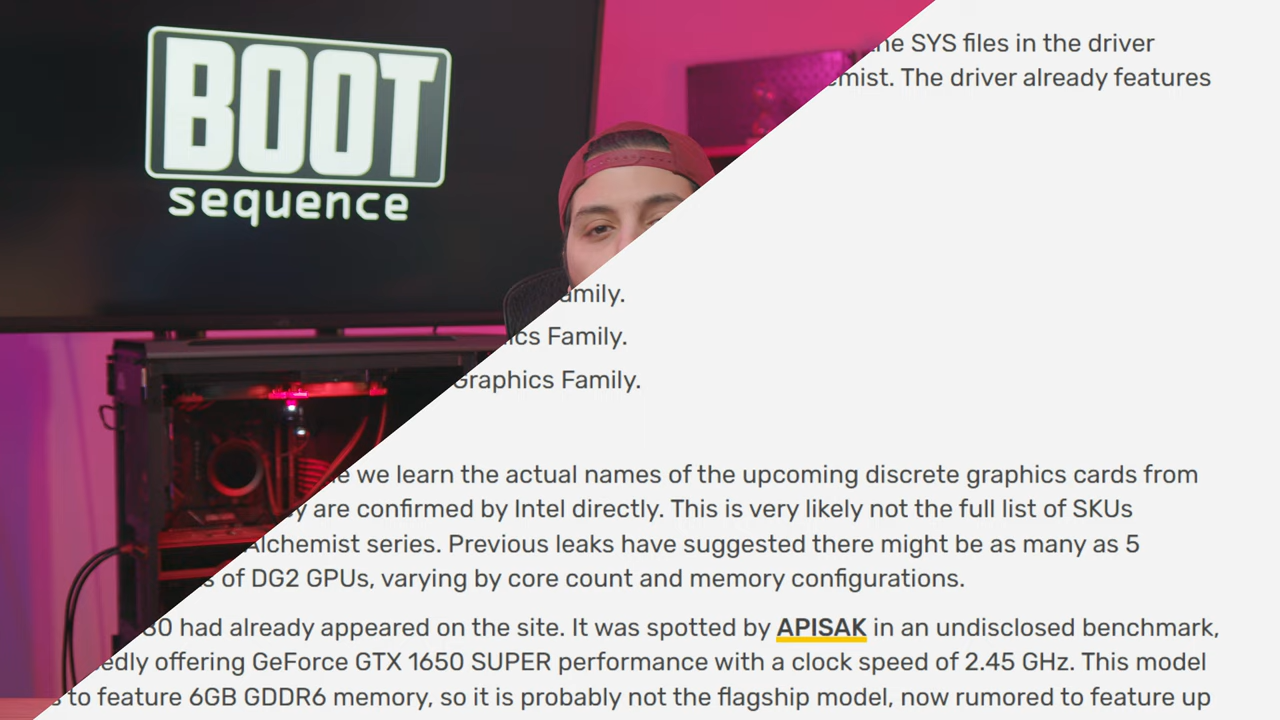 BOOT
sequence
the SYS files in the driver
The driver already features
Family.
Family.
Graphics Family.
we learn the actual names of the upcoming discrete graphics cards from
are confirmed by Intel directly. This is very likely not the full list of SKUs
Alchemist series. Previous leaks have suggested there might be as many as 5
of DG2 GPUs, varying by core count and memory configurations.
had already appeared on the site. It was spotted by APISAK in an undisclosed benchmark,
offering GeForce GTX 1650 SUPER performance with a clock speed of 2.45 GHz. This model
to feature 6GB GDDR6 memory, so it is probably not the flagship model, now rumored to feature up